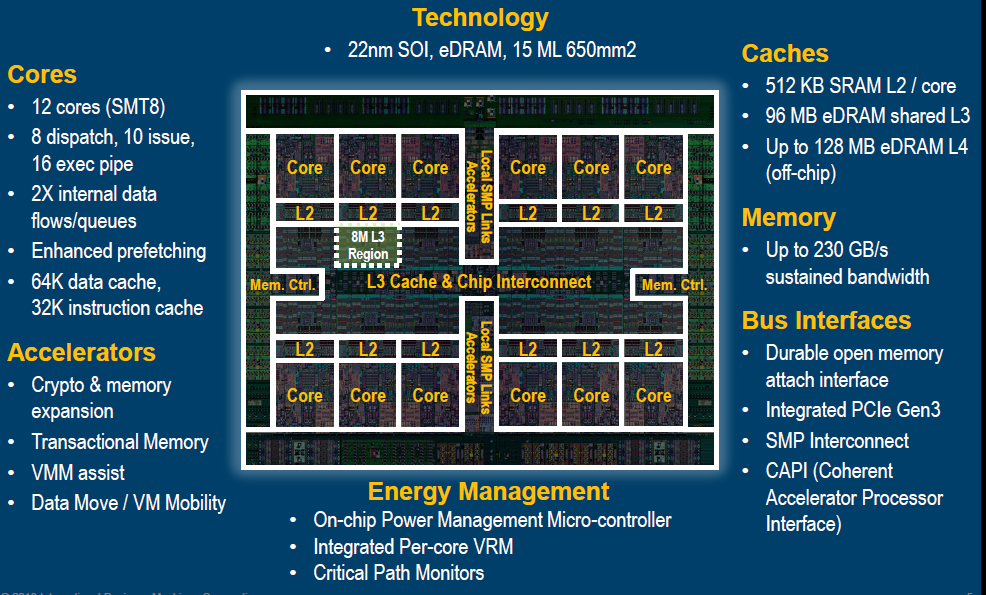 Technology
• 22nm SOI, eDRAM, 15 ML 650mm2
Cores
• 12 cores (SMT8)
• 8 dispatch, 10 issue,
16 exec pipe
• 2X internal data
flows/queues
• Enhanced prefetching
• 64K data cache,
32K instruction cache
Accelerators
• Crypto & memory
expansion
• Transactional Memory
• VMM assist
• Data Move / VM Mobility
Core Core Core
Core Core Core
L2 L2 L2
L2 L2 L2
Local SMP Links
Accelerators
8M L3
Region
Mem. Ctrl.
L3 Cache & Chip Interconnect
Mem. Ctrl.
L2 L2 L2
L2 L2 L2
Local SMP Links
Accelerators
Core Core Core
Core Core Core
Energy Management
• On-chip Power Management Micro-controller
• Integrated Per-core VRM
• Critical Path Monitors
Caches
• 512 KB SRAM L2 / core
• 96 MB eDRAM shared L3
• Up to 128 MB eDRAM L4
(off-chip)
Memory
• Up to 230 GB/s
sustained bandwidth
Bus Interfaces
• Durable open memory
attach interface
• Integrated PCIe Gen3
• SMP Interconnect
• CAPI (Coherent
Accelerator Processor
Interface)